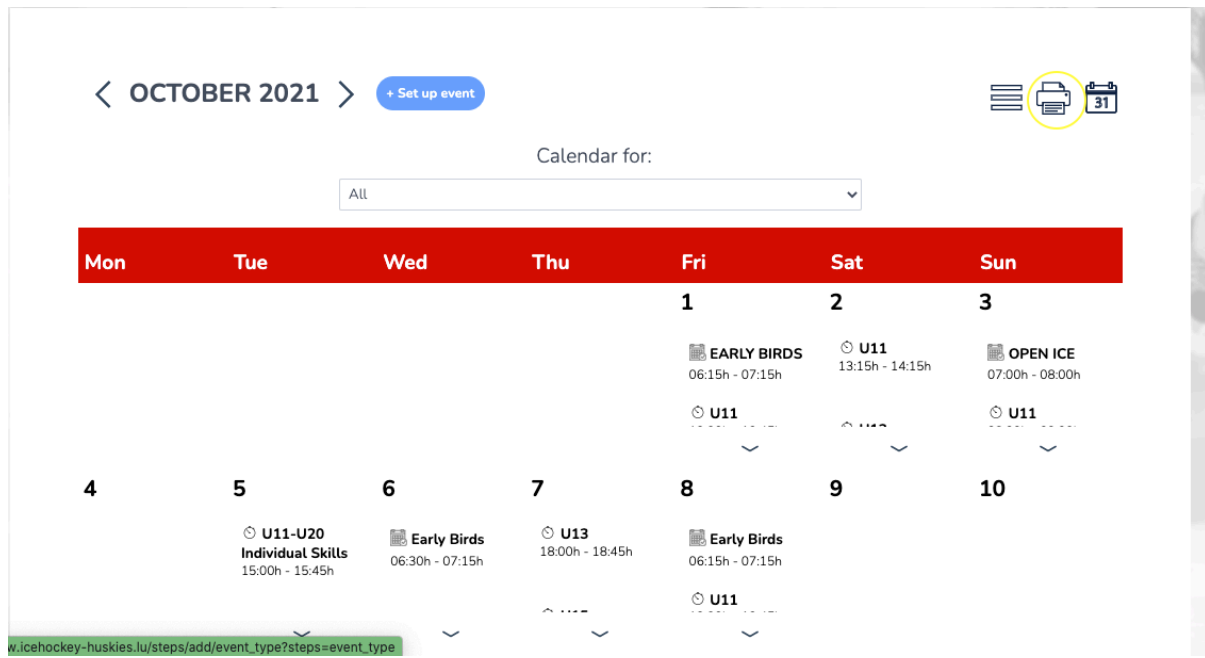 OCTOBER 2021
+ Set up event
31
Calendar for:
All
Mon Tue Wed Thu Fri Sat Sun
1 2 3
EARLY BIRDS U11 OPEN ICE
06:15h - 07:15h 13:15h - 14:15h 07:00h - 08:00h
U11 U11
4 5 6 7 8 9 10
U11-U20 Early Birds U13 Early Birds
Individual Skills 06:30h - 07:15h 18:00h - 18:45h 06:15h - 07:15h
15:00h - 15:45h
U11
w.icehockey-huskies.lu/steps/add/event_type?steps=event_type